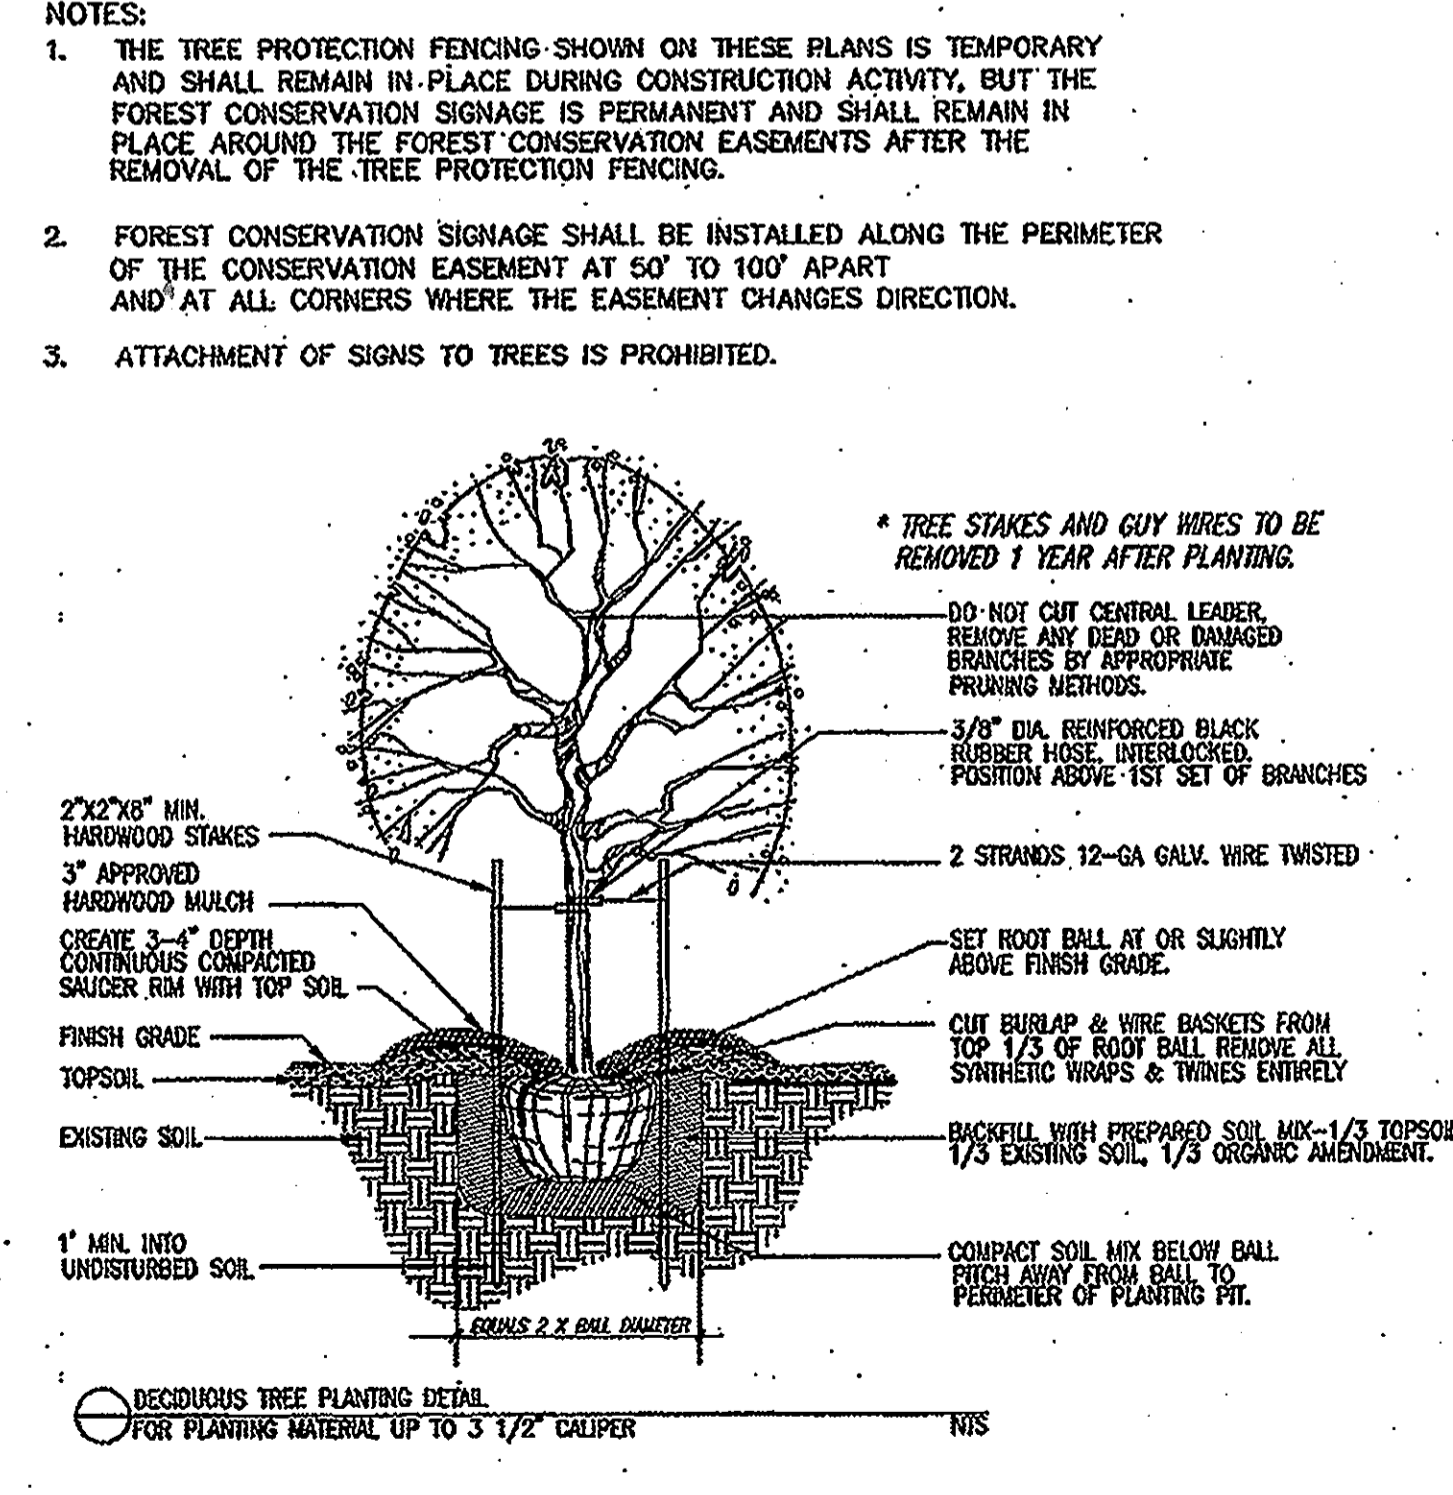 NOTES:
1. THE TREE PROTECTION FENCING SHOWN ON THESE PLANS IS TEMPORARY
AND SHALL REMAIN IN PLACE DURING CONSTRUCTION ACTIVITY, BUT THE
FOREST CONSERVATION SIGNAGE IS PERMANENT AND SHALL REMAIN IN
PLACE AROUND THE FOREST CONSERVATION EASEMENTS AFTER THE
REMOVAL OF THE TREE PROTECTION FENCING.
2. FOREST CONSERVATION SIGNAGE SHALL BE INSTALLED ALONG THE PERIMETER
OF THE CONSERVATION EASEMENT AT 50' TO 100' APART
AND AT ALL CORNERS WHERE THE EASEMENT CHANGES DIRECTION.
3. ATTACHMENT OF SIGNS TO TREES IS PROHIBITED.
* TREE STAKES AND GUY WIRES TO BE
REMOVED 1 YEAR AFTER PLANTING.
DO NOT CUT CENTRAL LEADER,
REMOVE ANY DEAD OR DAMAGED
BRANCHES BY APPROPRIATE
PRUNING METHODS.
3/8" DIA. REINFORCED BLACK
RUBBER HOSE, INTERLOCKED.
POSITION ABOVE 1ST SET OF BRANCHES
2 STRANDS 12-GA GALV. WIRE TWISTED
SET ROOT BALL AT OR SLIGHTLY
ABOVE FINISH GRADE.
CUT BURLAP & WIRE BASKETS FROM
TOP 1/3 OF ROOT BALL REMOVE ALL
SYNTHETIC WRAPS & TWINES ENTIRELY
BACKFILL WITH PREPARED SOIL MIX-1/3 TOPSOIL
1/3 EXISTING SOIL, 1/3 ORGANIC AMENDMENT.
COMPACT SOIL MIX BELOW BALL
PITCH AWAY FROM BALL TO
PERIMETER OF PLANTING PIT.
2"X2"X8" MIN.
HARDWOOD STAKES
3" APPROVED
HARDWOOD MULCH
CREATE 3-4" DEPTH
CONTINUOUS COMPACTED
SAUCER RIM WITH TOP SOIL
FINISH GRADE
TOPSOIL
EXISTING SOIL
1' MIN. INTO
UNDISTURBED SOIL
EQUALS 2 X BALL DIAMETER
DECIDUOUS TREE PLANTING DETAIL
FOR PLANTING MATERIAL UP TO 3 1/2" CALIPER
NTS